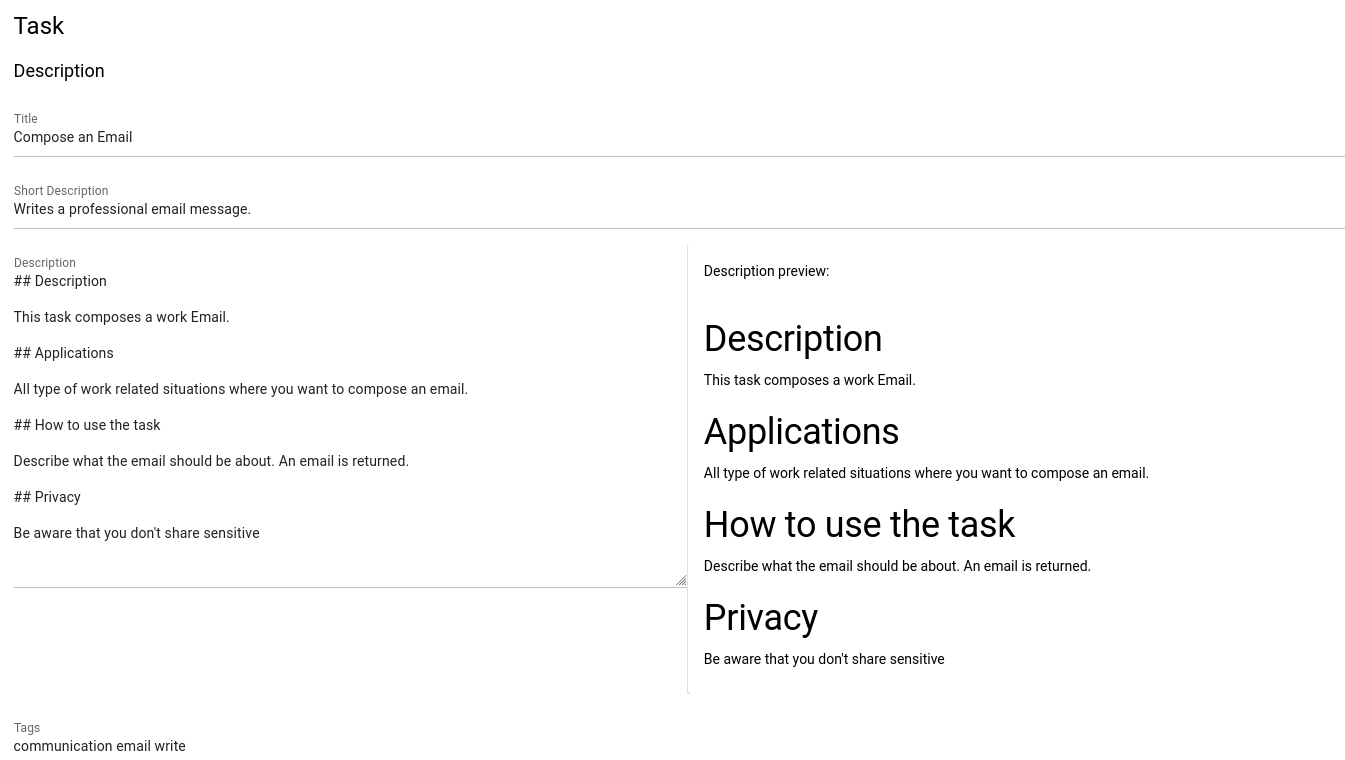 Task
Description
Title
Compose an Email
Short Description
Writes a professional email message.
Description
## Description
This task composes a work Email.
## Applications
All type of work related situations where you want to compose an email.
## How to use the task
Describe what the email should be about. An email is returned.
## Privacy
Be aware that you don't share sensitive
Description preview:
Description
This task composes a work Email.
Applications
All type of work related situations where you want to compose an email.
How to use the task
Describe what the email should be about. An email is returned.
Privacy
Be aware that you don't share sensitive
Tags
communication email write